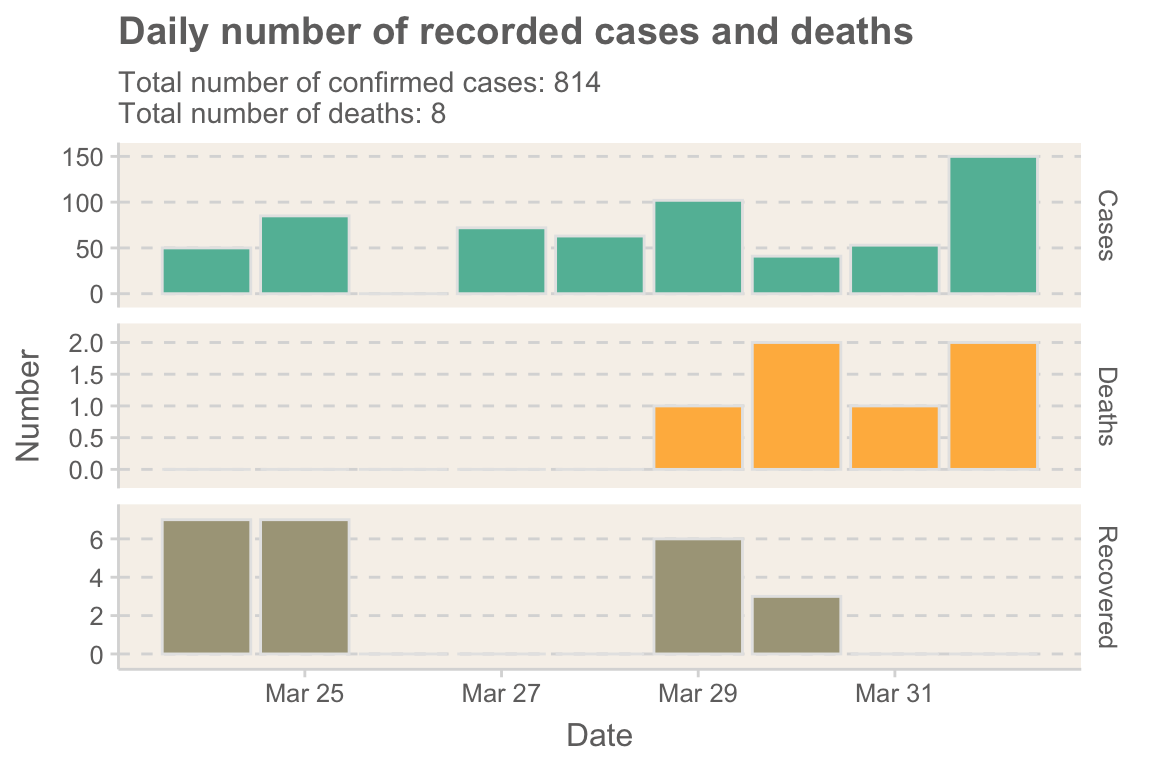 Daily number of recorded cases and deaths
Total number of confirmed cases: 814
Total number of deaths: 8
150
100
50
0
Cases
2.0
1.5
1.0
0.5
0.0
Deaths
Number
6
4
2
0
Recovered
Mar 25 Mar 27 Mar 29 Mar 31
Date